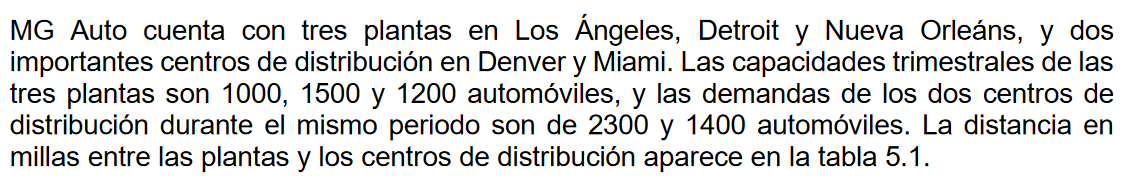 MG Auto cuenta con tres plantas en Los Ángeles, Detroit y Nueva Orleáns, y dos
importantes centros de distribución en Denver y Miami. Las capacidades trimestrales de las
tres plantas son 1000, 1500 y 1200 automóviles, y las demandas de los dos centros de
distribución durante el mismo periodo son de 2300 y 1400 automóviles. La distancia en
millas entre las plantas y los centros de distribución aparece en la tabla 5.1.